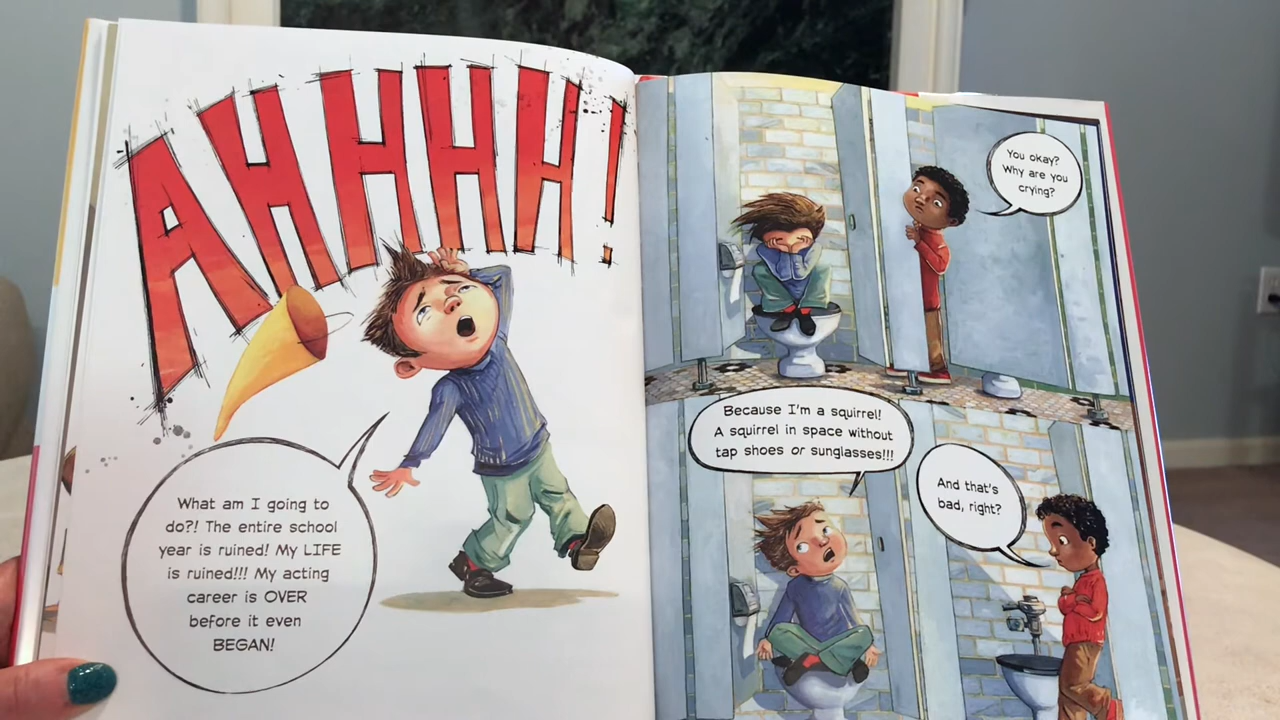 AHHHH!
What am I going to
do?! The entire school
year is ruined! My LIFE
is ruined!!! My acting
career is OVER
before it even
BEGAN!
You okay?
Why are you
crying?
Because I'm a squirrel!
A squirrel in space without
tap shoes or sunglasses!!!
And that's
bad, right?